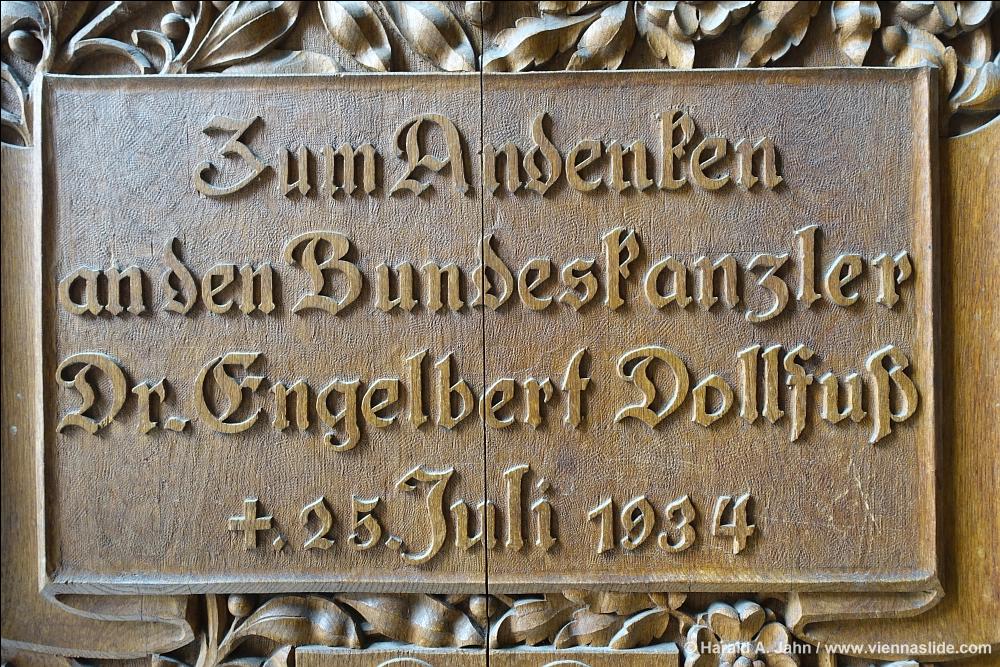 Zum Andenken
an den Bundeskanzler
Dr. Engelbert Dollfuß
+. 25. Juli 1934
© Harald A. Jahn / www.viennaslide.com